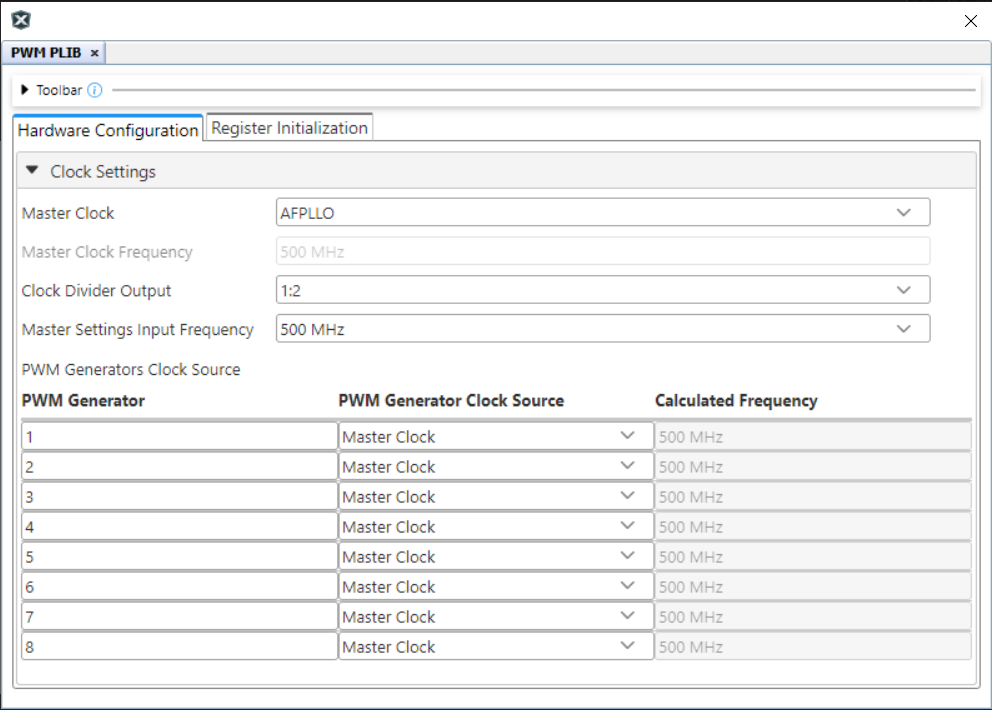 PWM PLIB ×
Toolbar i
Hardware Configuration Register Initialization
Clock Settings
Master Clock AFPLLO
Master Clock Frequency 500 MHz
Clock Divider Output 1:2
Master Settings Input Frequency 500 MHz
PWM Generators Clock Source
PWM Generator PWM Generator Clock Source Calculated Frequency
1 Master Clock 500 MHz
2 Master Clock 500 MHz
3 Master Clock 500 MHz
4 Master Clock 500 MHz
5 Master Clock 500 MHz
6 Master Clock 500 MHz
7 Master Clock 500 MHz
8 Master Clock 500 MHz